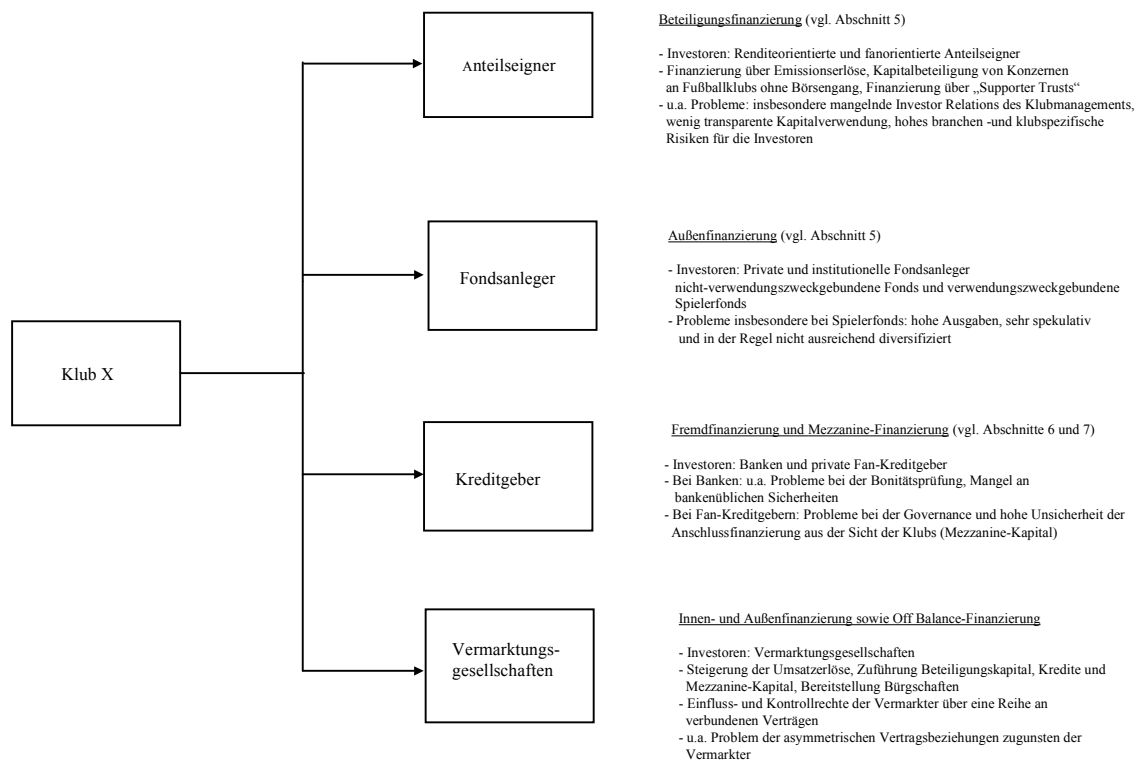 Klub X
Anteilseigner
Beteiligungsfinanzierung (vgl. Abschnitt 5)
- Investoren: Renditeorientierte und fanorientierte Anteilseigner
- Finanzierung über Emissionserlöse, Kapitalbeteiligung von Konzernen
an Fußballklubs ohne Börsengang, Finanzierung über „Supporter Trusts“
- u.a. Probleme: insbesondere mangelnde Investor Relations des Klubmanagements,
wenig transparente Kapitalverwendung, hohes branchen -und klubspezifische
Risiken für die Investoren
Fondsanleger
Außenfinanzierung (vgl. Abschnitt 5)
- Investoren: Private und institutionelle Fondsanleger
nicht-verwendungszweckgebundene Fonds und verwendungszweckgebundene
Spielerfonds
- Probleme insbesondere bei Spielerfonds: hohe Ausgaben, sehr spekulativ
und in der Regel nicht ausreichend diversifiziert
Kreditgeber
Fremdfinanzierung und Mezzanine-Finanzierung (vgl. Abschnitte 6 und 7)
- Investoren: Banken und private Fan-Kreditgeber
- Bei Banken: u.a. Probleme bei der Bonitätsprüfung, Mangel an
bankenüblichen Sicherheiten
- Bei Fan-Kreditgebern: Probleme bei der Governance und hohe Unsicherheit der
Anschlussfinanzierung aus der Sicht der Klubs (Mezzanine-Kapital)
Vermarktungs-
gesellschaften
Innen- und Außenfinanzierung sowie Off Balance-Finanzierung
- Investoren: Vermarktungsgesellschaften
- Steigerung der Umsatzerlöse, Zuführung Beteiligungskapital, Kredite und
Mezzanine-Kapital, Bereitstellung Bürgschaften
- Einfluss- und Kontrollrechte der Vermarkter über eine Reihe an
verbundenen Verträgen
- u.a. Problem der asymmetrischen Vertragsbeziehungen zugunsten der
Vermarkter